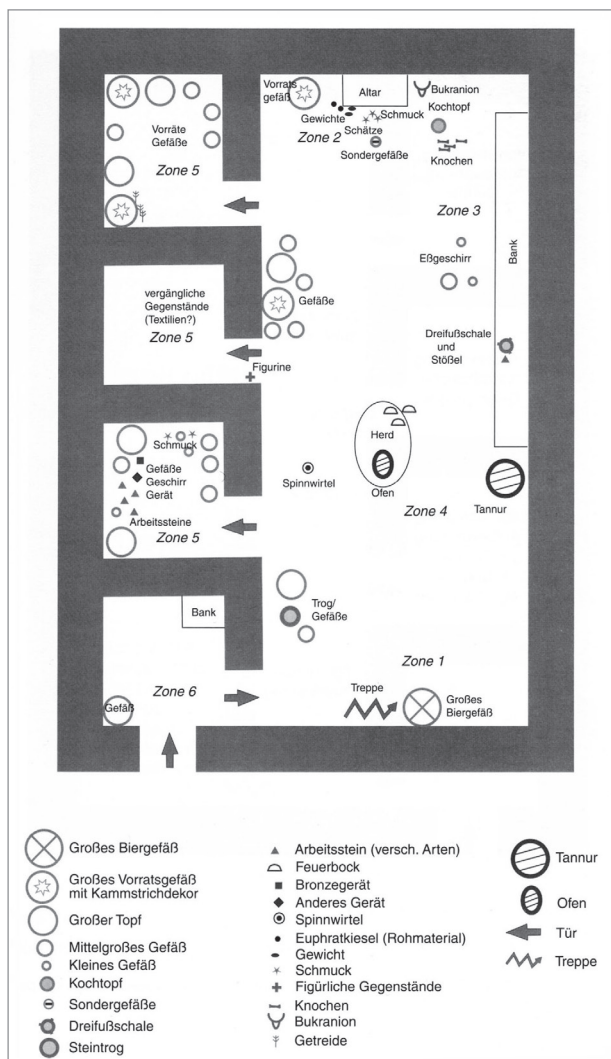 Vorrats
gefäß
Altar
Bukranion
Kochtopf
Gewichte
Schmuck
Schätze
Sondergefäße
Knochen
Zone 2
Vorräte
Gefäße
Zone 5
Zone 3
Eßgeschirr
Bank
Gefäße
vergängliche
Gegenstände
(Textilien?)
Zone 5
Figurine
Dreifußschale
und
Stößel
Herd
Ofen
Spinnwirtel
Tannur
Zone 4
Schmuck
Gefäße
Geschirr
Gerät
Arbeitssteine
Zone 5
Bank
Trog/
Gefäße
Zone 1
Zone 6
Gefäß
Treppe
Großes
Biergefäß
Großes Biergefäß
Großes Vorratsgefäß
mit Kammstrichdekor
Großer Topf
Mittelgroßes Gefäß
Kleines Gefäß
Kochtopf
Sondergefäße
Dreifußschale
Steintrog
Arbeitsstein (versch. Arten)
Feuerbock
Bronzegerät
Anderes Gerät
Spinnwirtel
Euphratkiesel (Rohmaterial)
Gewicht
Schmuck
Figürliche Gegenstände
Knochen
Bukranion
Getreide
Tannur
Ofen
Tür
Treppe